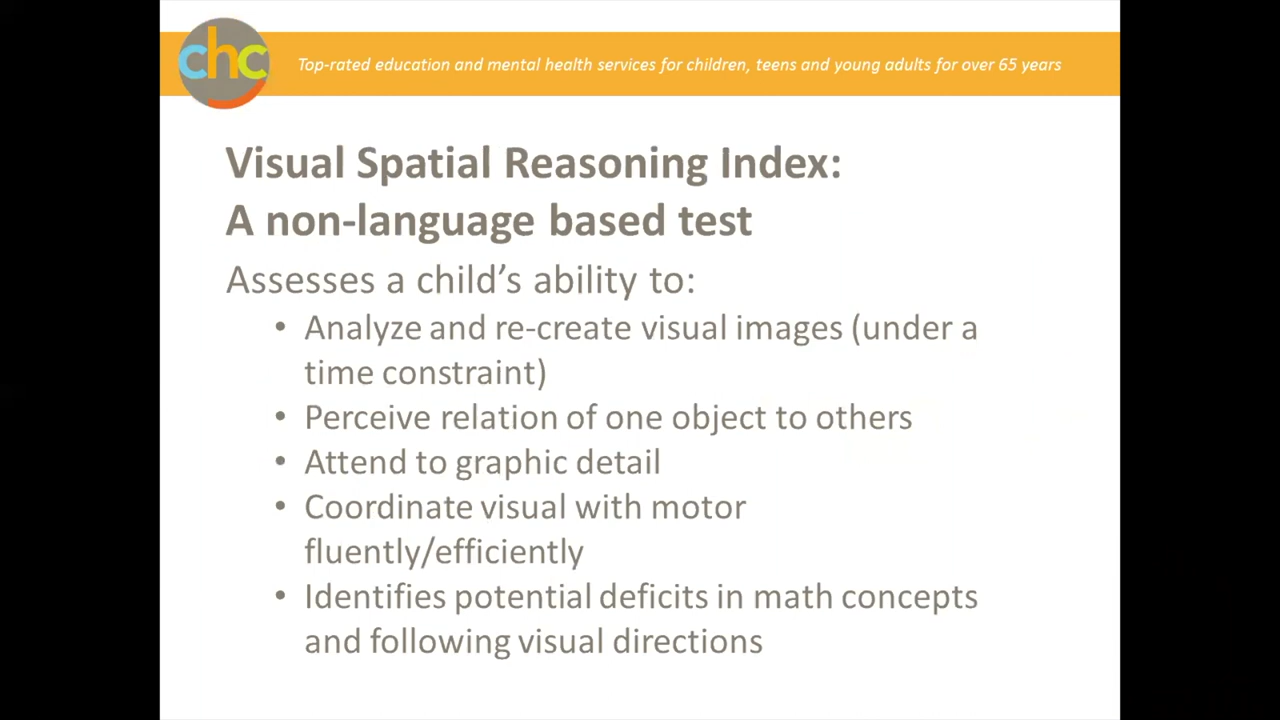 chc
Top-rated education and mental health services for children, teens and young adults for over 65 years
Visual Spatial Reasoning Index:
A non-language based test
Assesses a child’s ability to:
• Analyze and re-create visual images (under a
time constraint)
• Perceive relation of one object to others
• Attend to graphic detail
• Coordinate visual with motor
fluently/efficiently
• Identifies potential deficits in math concepts
and following visual directions